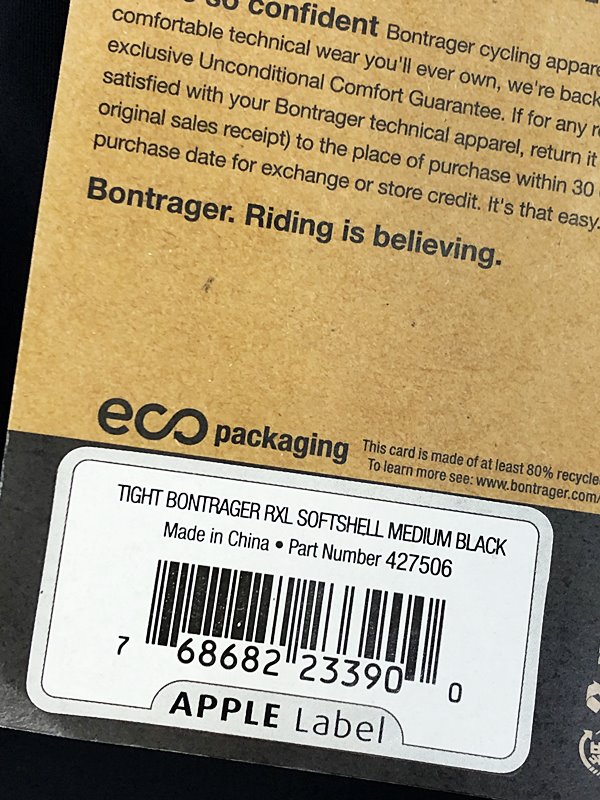 so confident Bontrager cycling
comfortable technical wear you'll ever own, we're back
exclusive Unconditional Comfort Guarantee. If for any
satisfied with your Bontrager technical apparel, return it
original sales receipt) to the place of purchase within 30
purchase date for exchange or store credit. It's that easy.
Bontrager. Riding is believing.
eco packaging
This card is made of at least 80% recycle
To learn more see: www.bontrager.com/
TIGHT BONTRAGER RXL SOFTSHELL MEDIUM BLACK
Made in China • Part Number 427506
7 68682 23390 0
APPLE Label